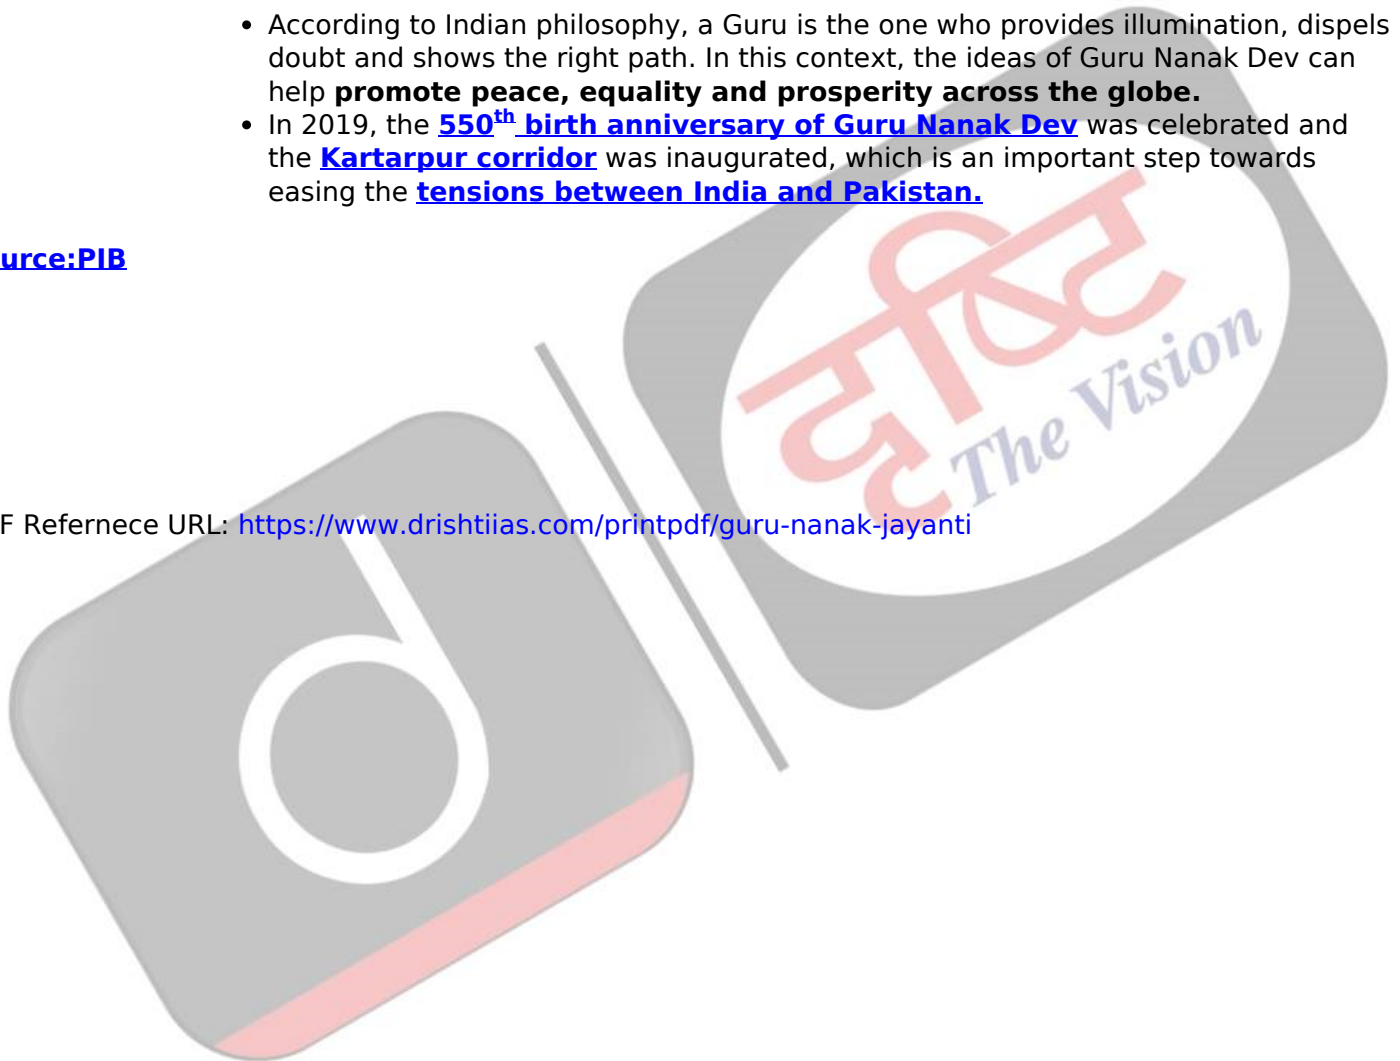 • According to Indian philosophy, a Guru is the one who provides illumination, dispels
doubt and shows the right path. In this context, the ideas of Guru Nanak Dev can
help promote peace, equality and prosperity across the globe.
• In 2019, the 550th birth anniversary of Guru Nanak Dev was celebrated and
the Kartarpur corridor was inaugurated, which is an important step towards
easing the tensions between India and Pakistan.
urce:PIB
दृष्टि
The Vision
F Refernece URL: https://www.drishtiias.com/printpdf/guru-nanak-jayanti
d